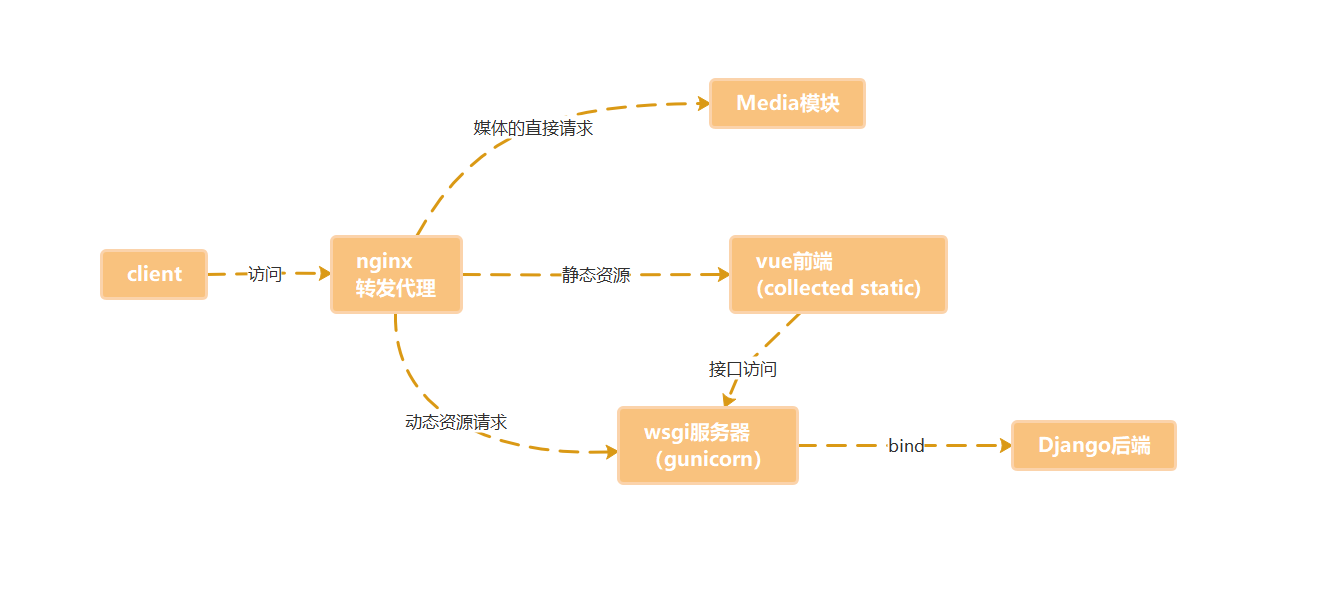 Media模块
媒体的直接请求
client
访问
nginx
转发代理
静态资源
vue前端
(collected static)
接口访问
动态资源请求
wsgi服务器
（gunicorn）
bind
Django后端